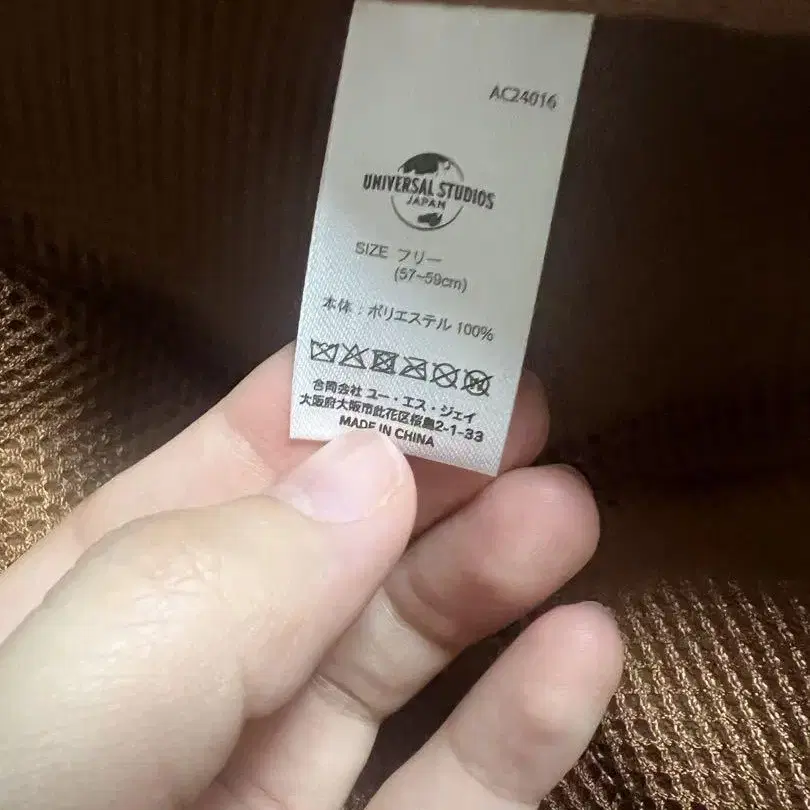 AC24016
UNIVERSAL STUDIOS
JAPAN
SIZE フリー
(57~59cm)
本体 : ポリエステル 100%
合同会社 ユー・エス・ジェイ
大阪府大阪市此花区桜島2-1-33
MADE IN CHINA